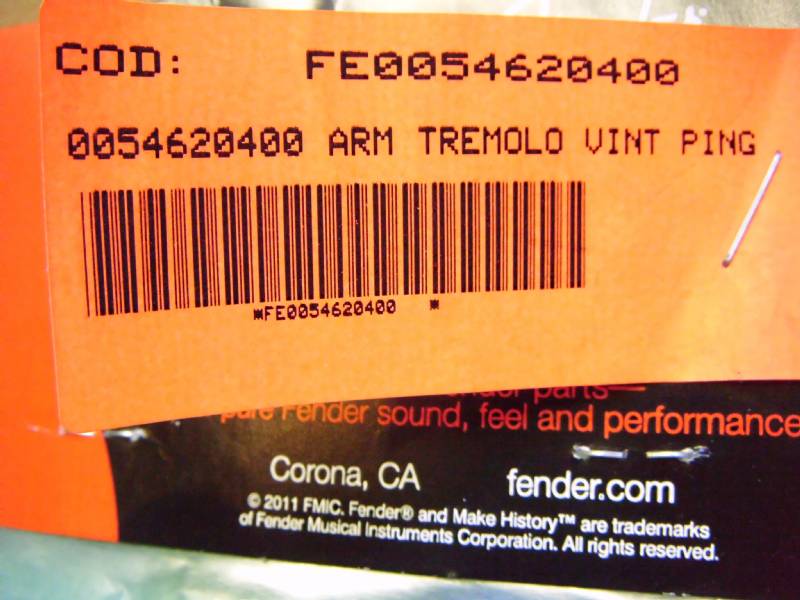 COD: FE0054620400
0054620400 ARM TREMOLO VINT PING
*FE0054620400 *
parts—
pure Fender sound, feel and performance
Corona, CA fender.com
© 2011 FMIC. Fender® and Make History™ are trademarks
of Fender Musical Instruments Corporation. All rights reserved.